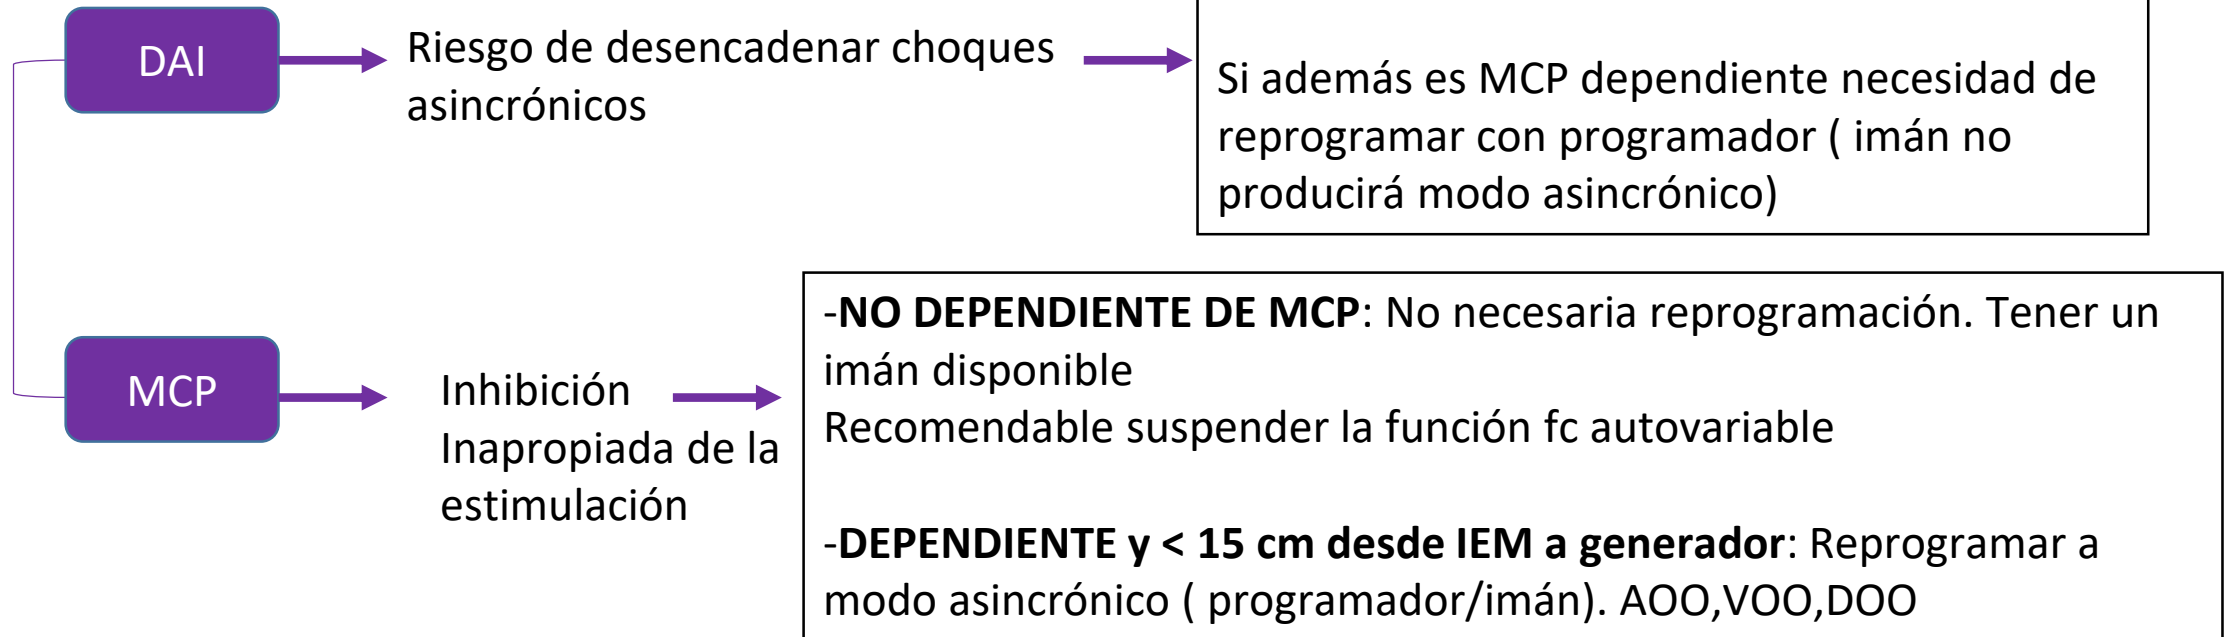 DAI
Riesgo de desencadenar choques
asincrónicos
Si además es MCP dependiente necesidad de
reprogramar con programador ( imán no
producirá modo asincrónico)
MCP
Inhibición
Inapropiada de la
estimulación
-NO DEPENDIENTE DE MCP: No necesaria reprogramación. Tener un
imán disponible
Recomendable suspender la función fc autovariable
-DEPENDIENTE y < 15 cm desde IEM a generador: Reprogramar a
modo asincrónico ( programador/imán). AOO,VOO,DOO